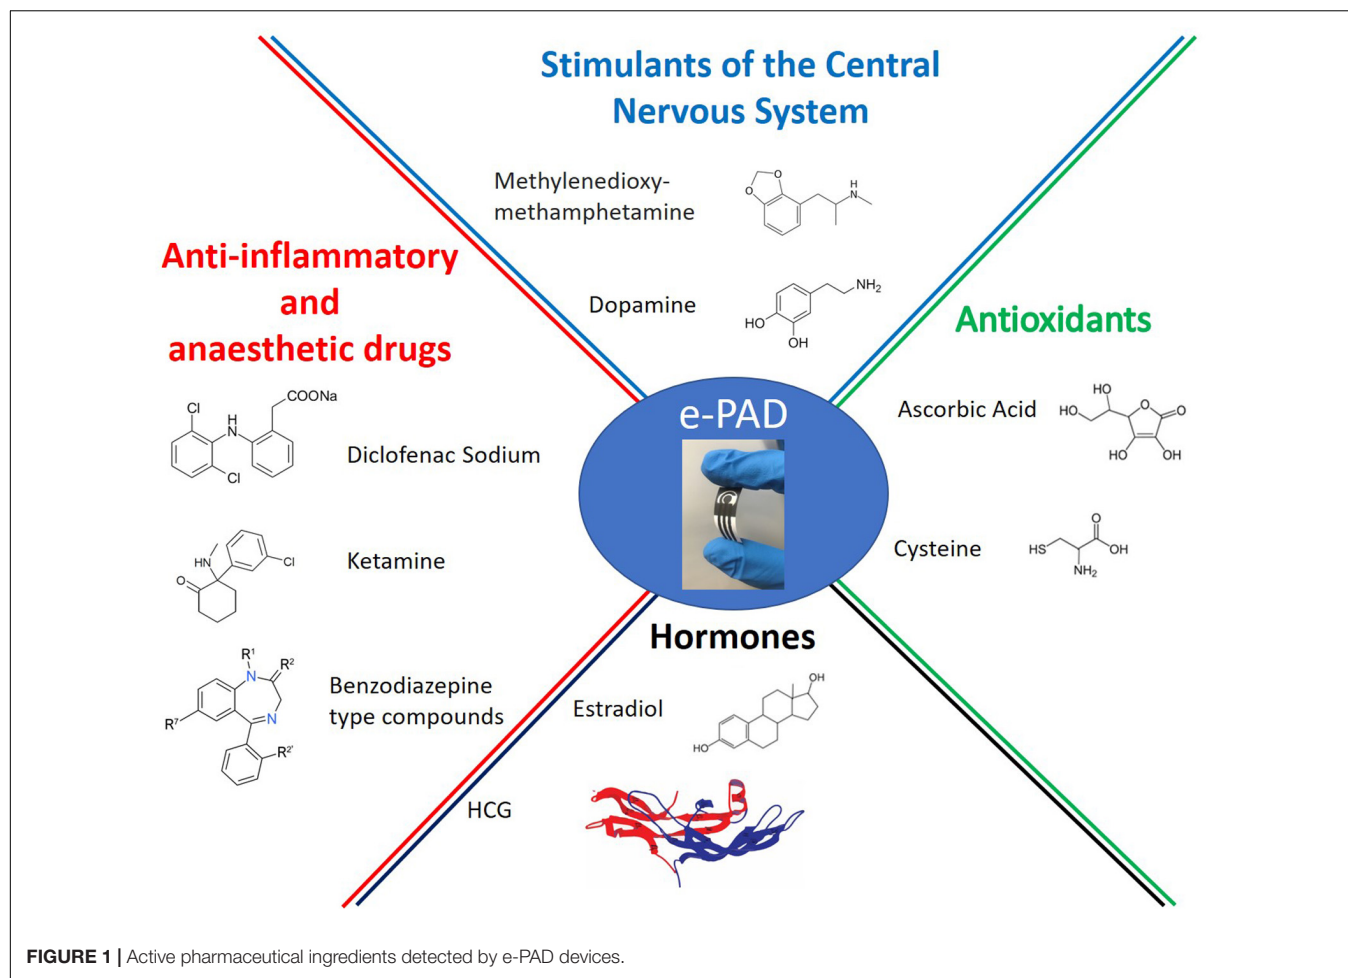 Stimulants of the Central
Nervous System
Methylenedioxy-
methamphetamine
O
O
H
N
Dopamine
NH2
HO
OH
Anti-inflammatory
and
anaesthetic drugs
Cl
H
N
COONa
Cl
Diclofenac Sodium
HN
O
Cl
Ketamine
R1
N
R2
N
R7
R2'
Benzodiazepine
type compounds
e-PAD
Antioxidants
Ascorbic Acid
HO
HO
O
O
HO
OH
Cysteine
O
HS
OH
NH2
Hormones
Estradiol
OH
HO
HCG
FIGURE 1 | Active pharmaceutical ingredients detected by e-PAD devices.